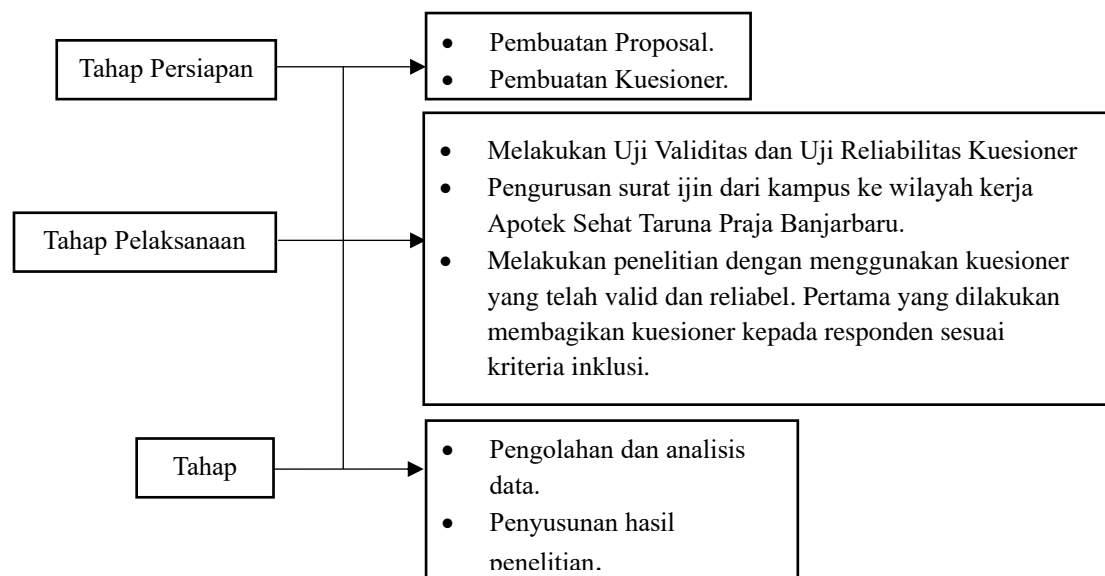 Tahap Persiapan
• Pembuatan Proposal.
• Pembuatan Kuesioner.
Tahap Pelaksanaan
• Melakukan Uji Validitas dan Uji Reliabilitas Kuesioner
• Pengurusan surat ijin dari kampus ke wilayah kerja
Apotek Sehat Taruna Praja Banjarbaru.
• Melakukan penelitian dengan menggunakan kuesioner
yang telah valid dan reliabel. Pertama yang dilakukan
membagikan kuesioner kepada responden sesuai
kriteria inklusi.
Tahap
• Pengolahan dan analisis
data.
• Penyusunan hasil
penelitian.